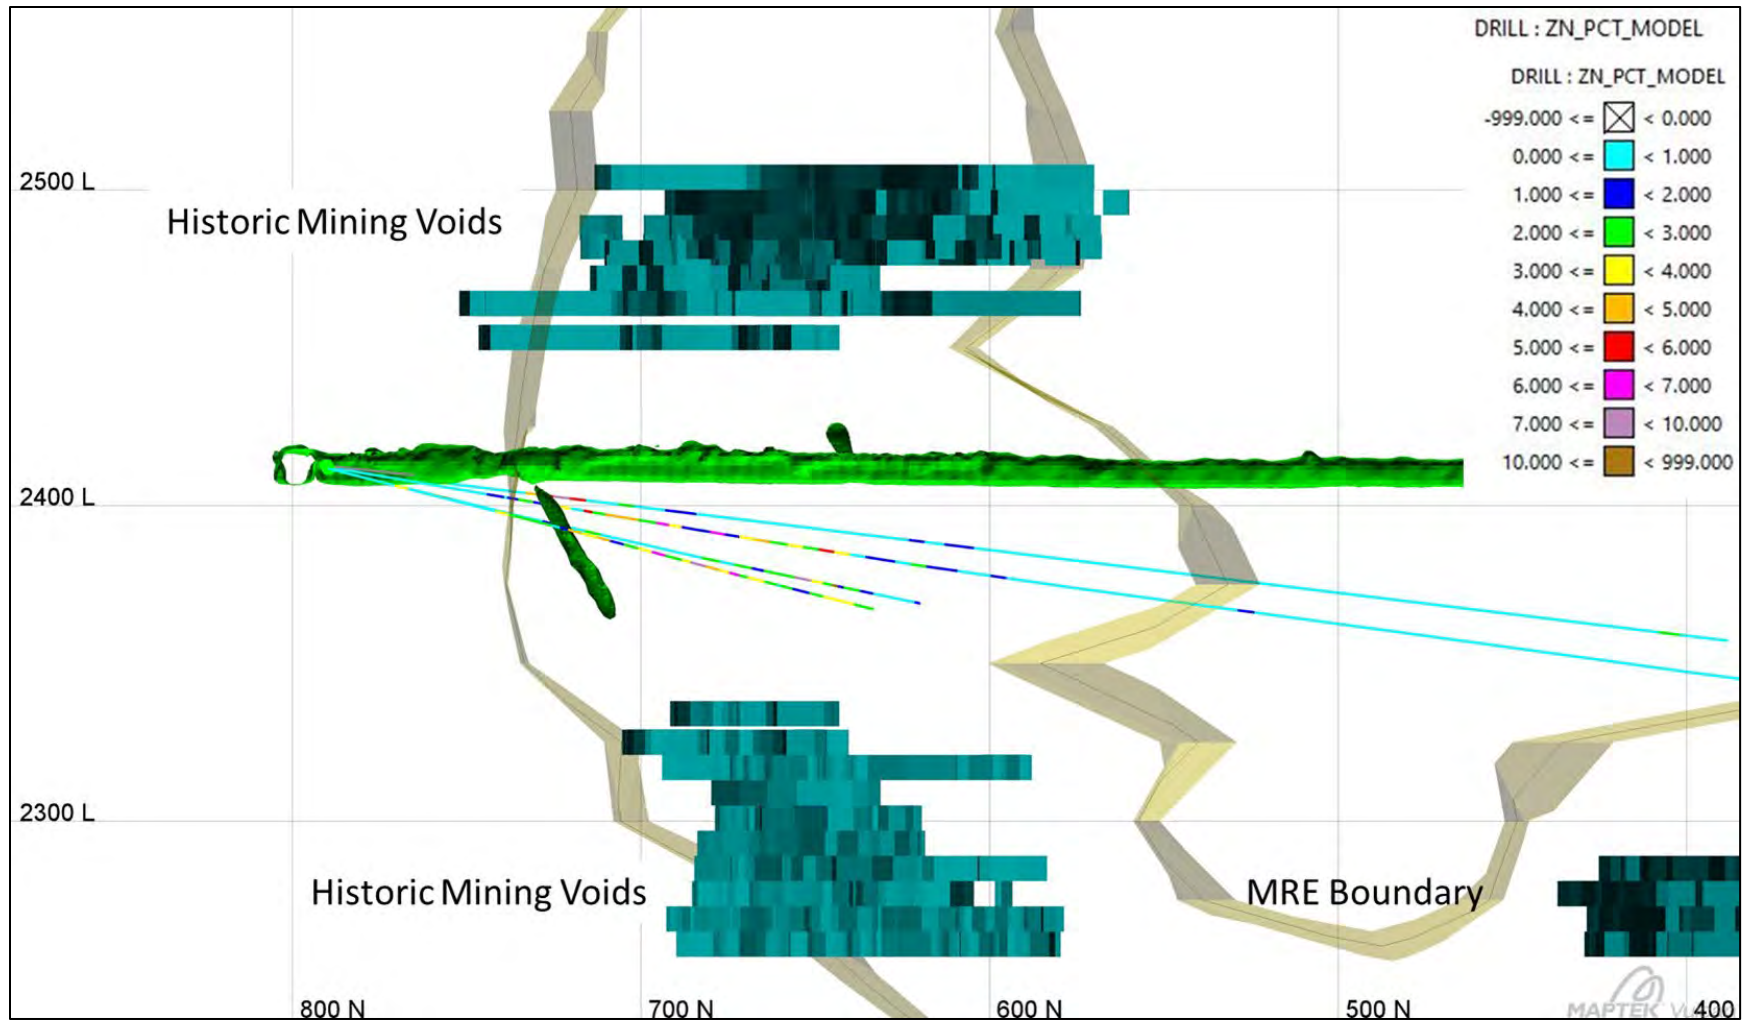 DRILL : ZN_PCT_MODEL
DRILL : ZN_PCT_MODEL
-999.000 <= < 0.000
0.000 <= < 1.000
1.000 <= < 2.000
2.000 <= < 3.000
3.000 <= < 4.000
4.000 <= < 5.000
5.000 <= < 6.000
6.000 <= < 7.000
7.000 <= < 10.000
10.000 <= < 999.000
2500 L
Historic Mining Voids
2400 L
2300 L
Historic Mining Voids
MRE Boundary
800 N
700 N
600 N
500 N
MAPTEK
400